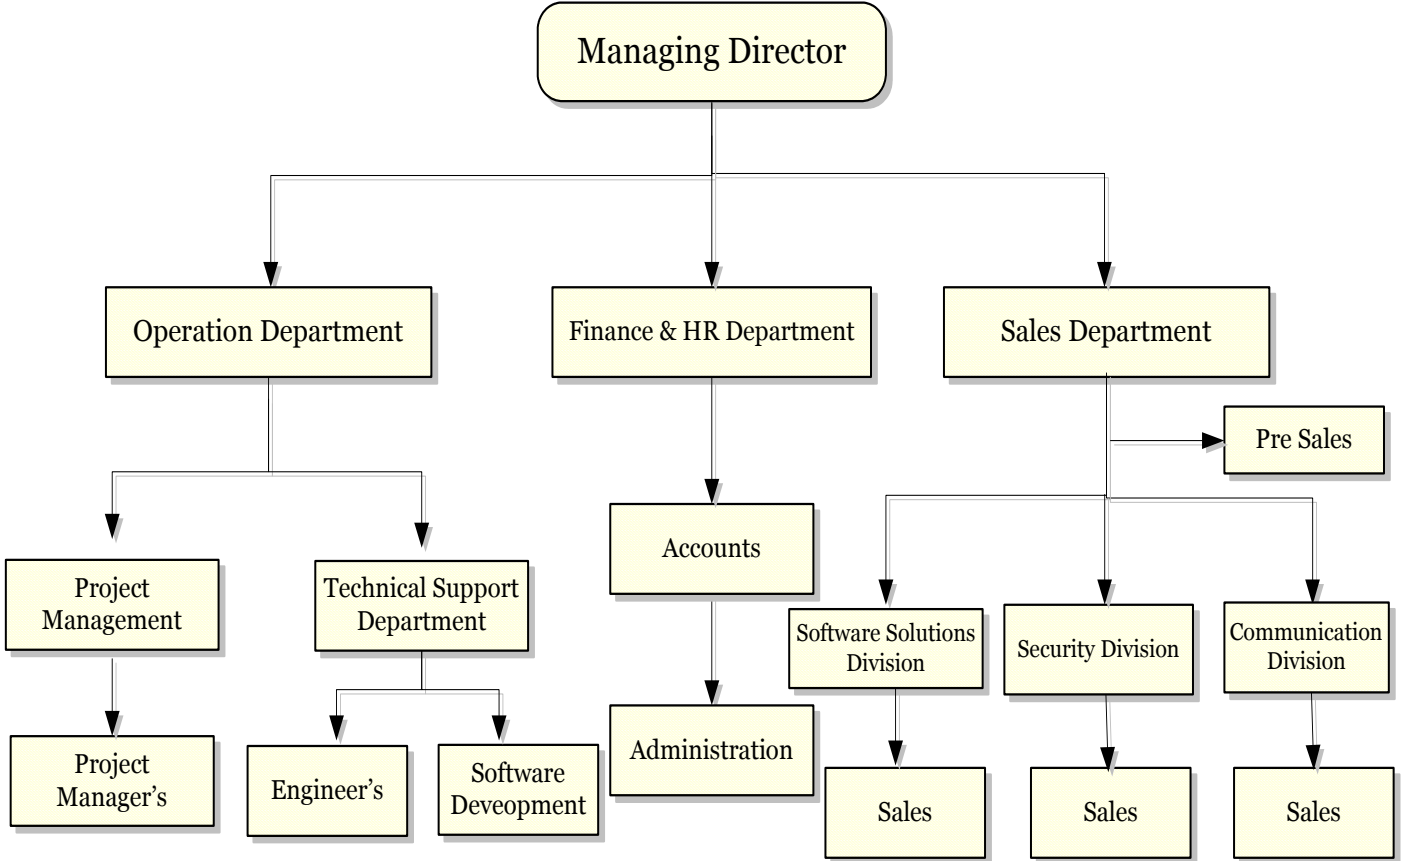 Managing Director
Operation Department
Finance & HR Department
Sales Department
Pre Sales
Project
Management
Technical Support
Department
Accounts
Software Solutions
Division
Security Division
Communication
Division
Project
Manager’s
Engineer’s
Software
Deveopment
Administration
Sales
Sales
Sales